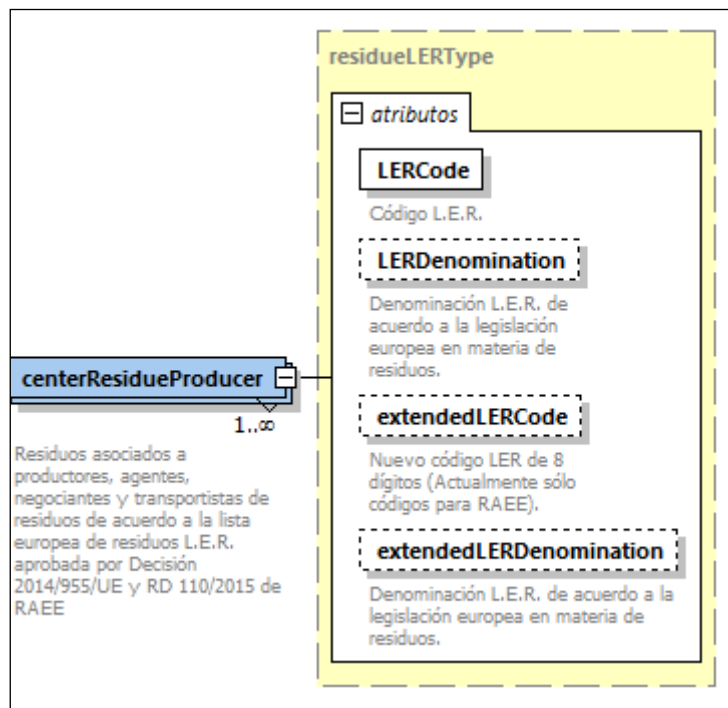 residueLERType
atributos
LERCode
Código L.E.R.
LERDenomination
Denominación L.E.R. de
acuerdo a la legislación
europea en materia de
residuos.
centerResidueProducer
1..∞
Residuos asociados a
productores, agentes,
negociantes y transportistas de
residuos de acuerdo a la lista
europea de residuos L.E.R.
aprobada por Decisión
2014/955/UE y RD 110/2015 de
RAEE
extendedLERCode
Nuevo código LER de 8
dígitos (Actualmente sólo
códigos para RAEE).
extendedLERDenomination
Denominación L.E.R. de acuerdo a la
legislación europea en materia de
residuos.